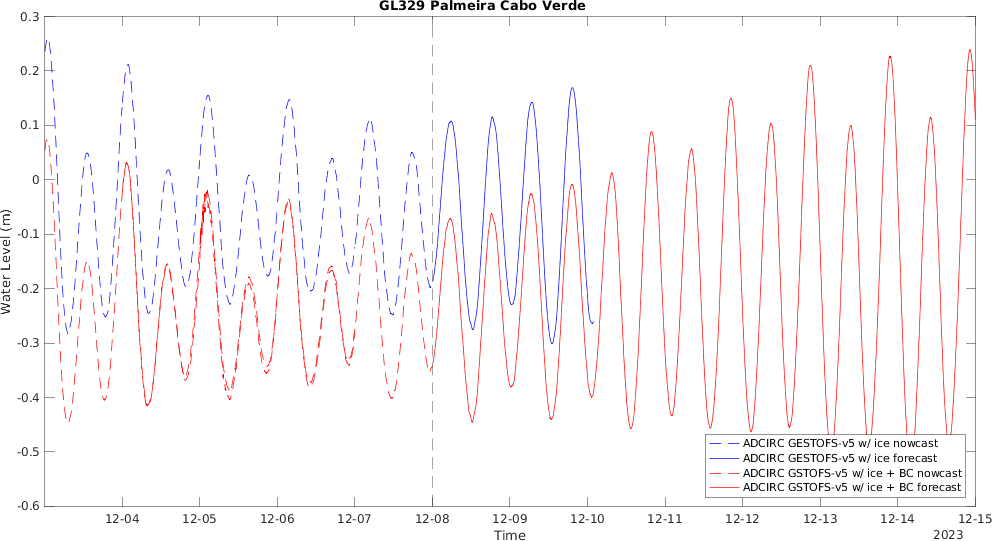 GL329 Palmeira Cabo Verde
0.3
0.2
0.1
0
-0.1
-0.2
-0.3
-0.4
-0.5
-0.6
Water Level (m)
ADCIRC GESTOFS-v5 w/ ice nowcast
ADCIRC GESTOFS-v5 w/ ice forecast
ADCIRC GSTOFS-v5 w/ ice + BC nowcast
ADCIRC GSTOFS-v5 w/ ice + BC forecast
12-04 12-05 12-06 12-07 12-08 12-09 12-10 12-11 12-12 12-13 12-14 12-15
Time
2023